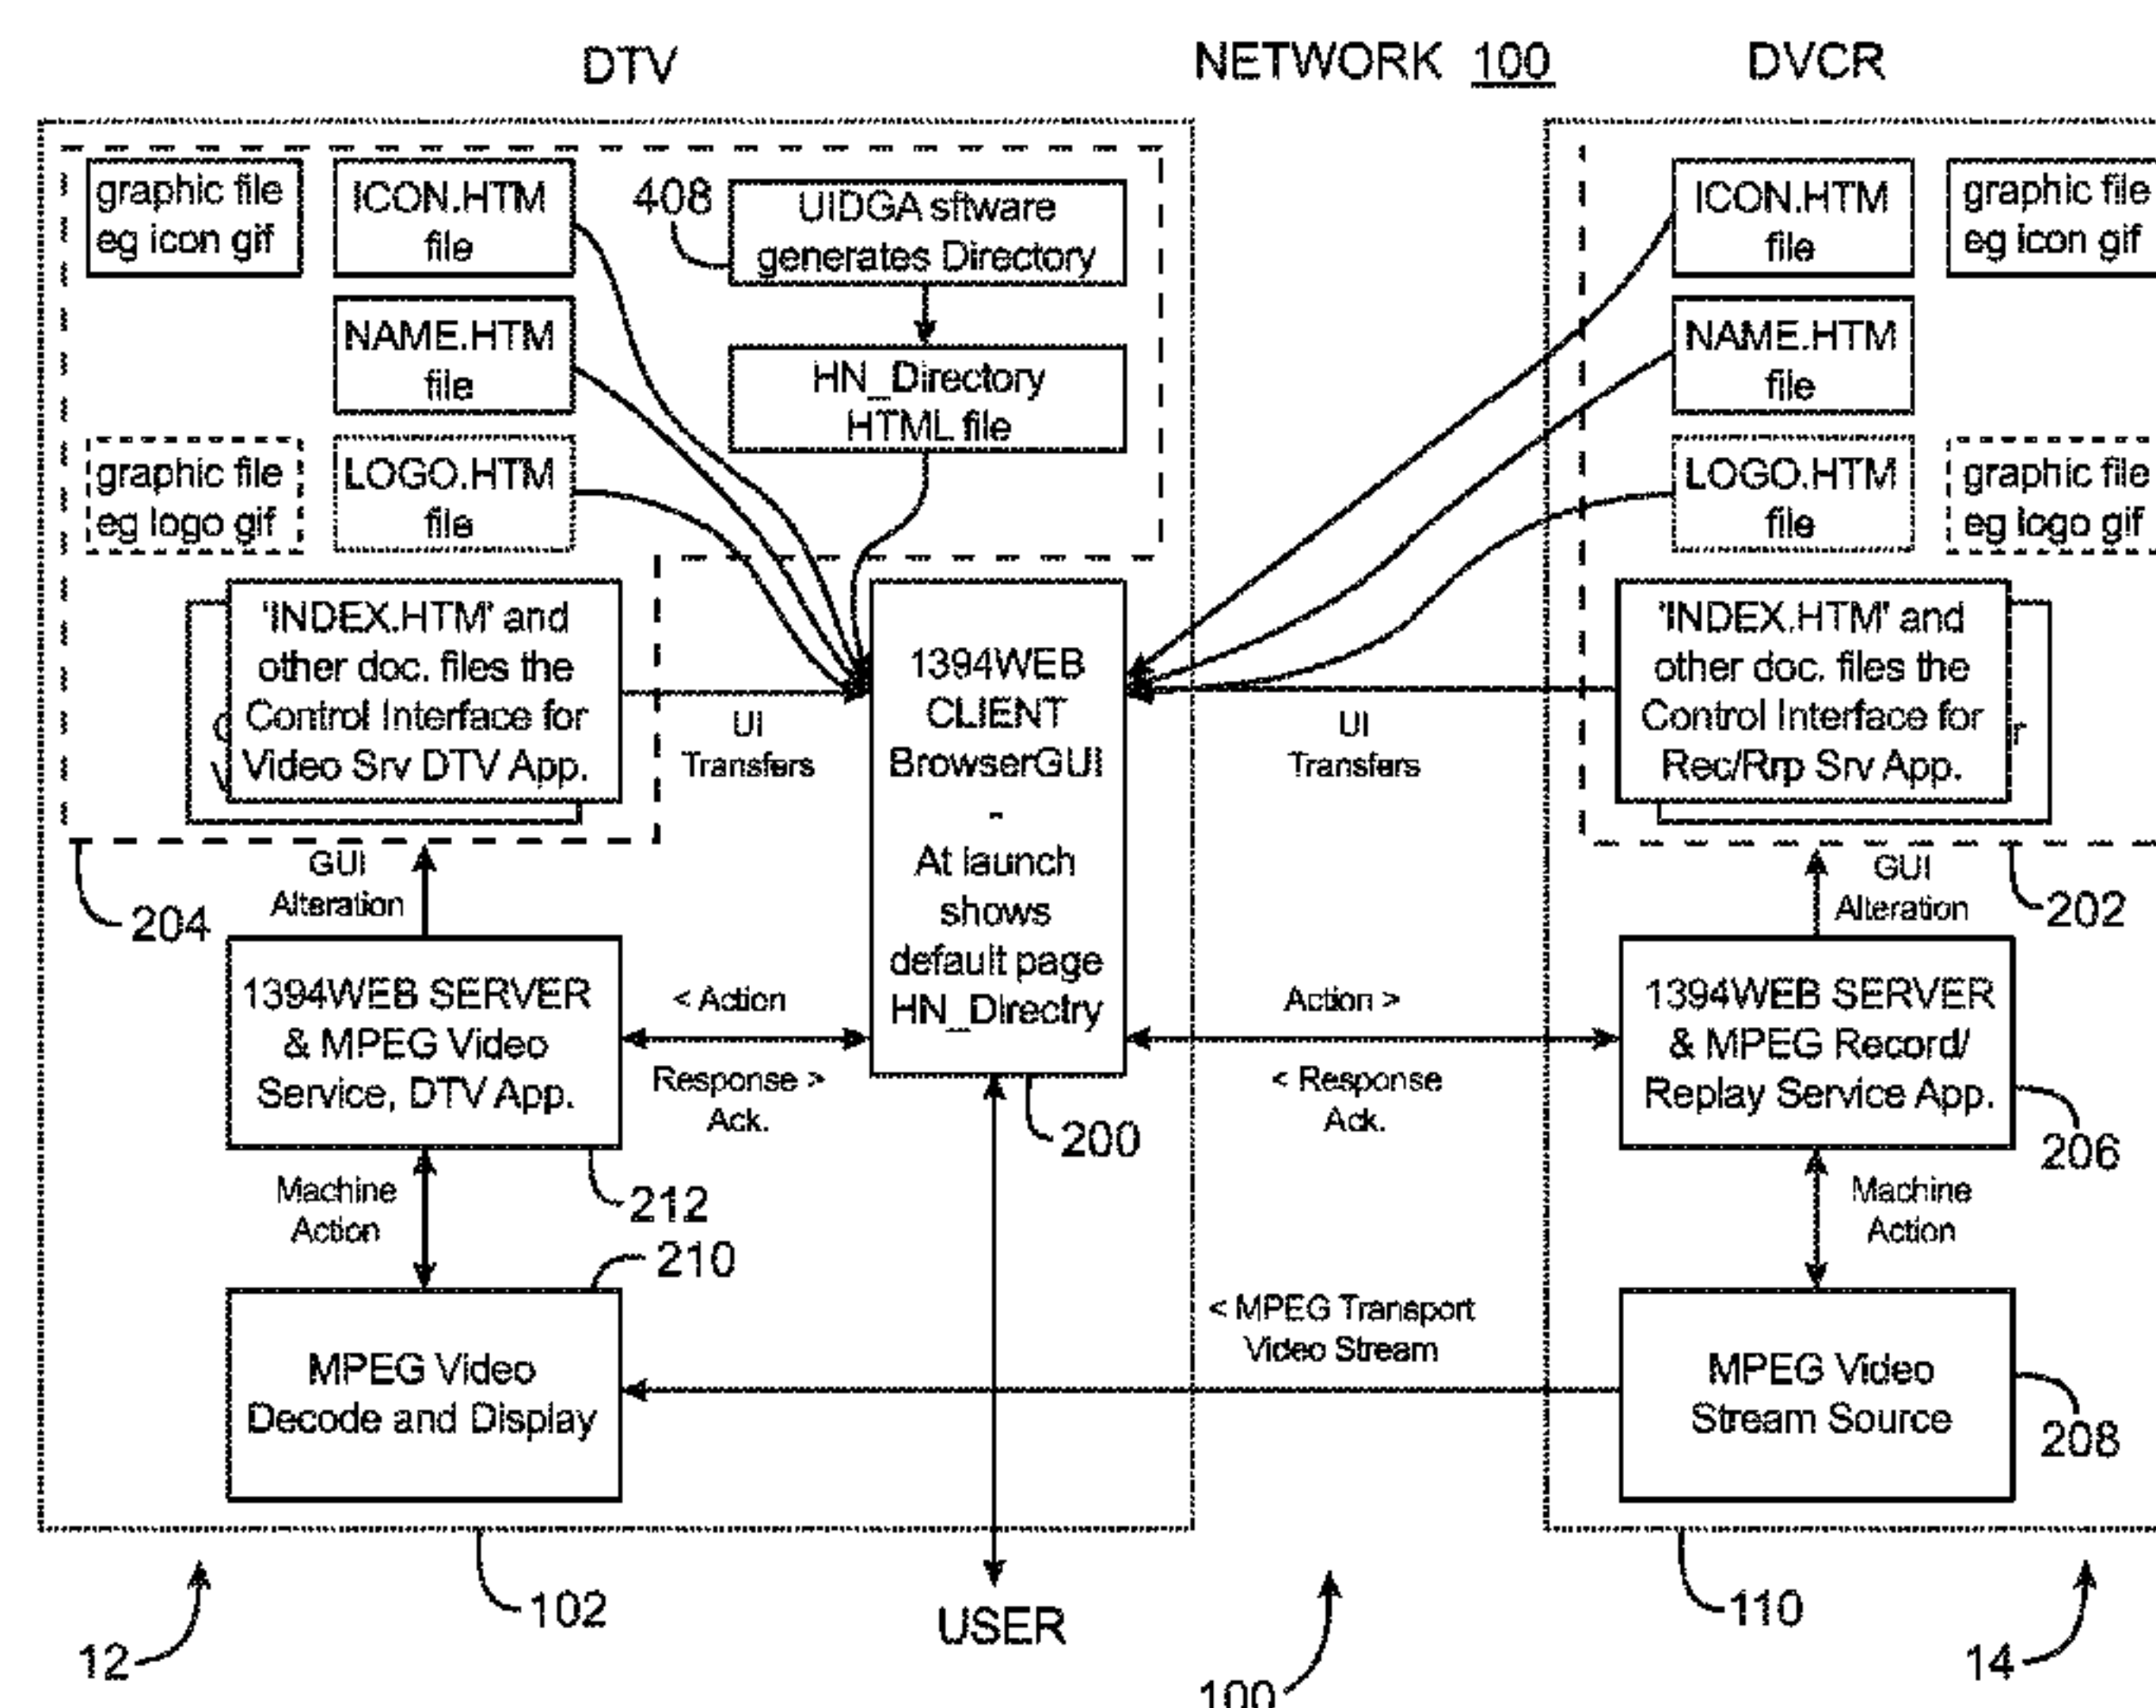 DTV
NETWORK 100
DVCR
graphic file
eg icon gif
ICON.HTM
file
408
UIDGA sftware
generates Directory
NAME.HTM
file
HN_Directory
HTML file
graphic file
eg logo gif
LOGO.HTM
file
'INDEX.HTM' and
other doc. files the
Control Interface for
Video Srv DTV App.
UI
Transfers
1394WEB
CLIENT
BrowserGUI
-
At launch
shows
default page
HN_Directry
UI
Transfers
ICON.HTM
file
graphic file
eg icon gif
NAME.HTM
file
LOGO.HTM
file
graphic file
eg logo gif
'INDEX.HTM' and
other doc. files the
Control Interface for
Rec/Rrp Srv App.
204
GUI
Alteration
GUI
Alteration
202
1394WEB SERVER
& MPEG Video
Service, DTV App.
< Action
Response >
Ack.
Action >
< Response
Ack.
1394WEB SERVER
& MPEG Record/
Replay Service App.
200
206
Machine
Action
212
210
Machine
Action
MPEG Video
Decode and Display
< MPEG Transport
Video Stream
MPEG Video
Stream Source
208
12
102
USER
100
110
14